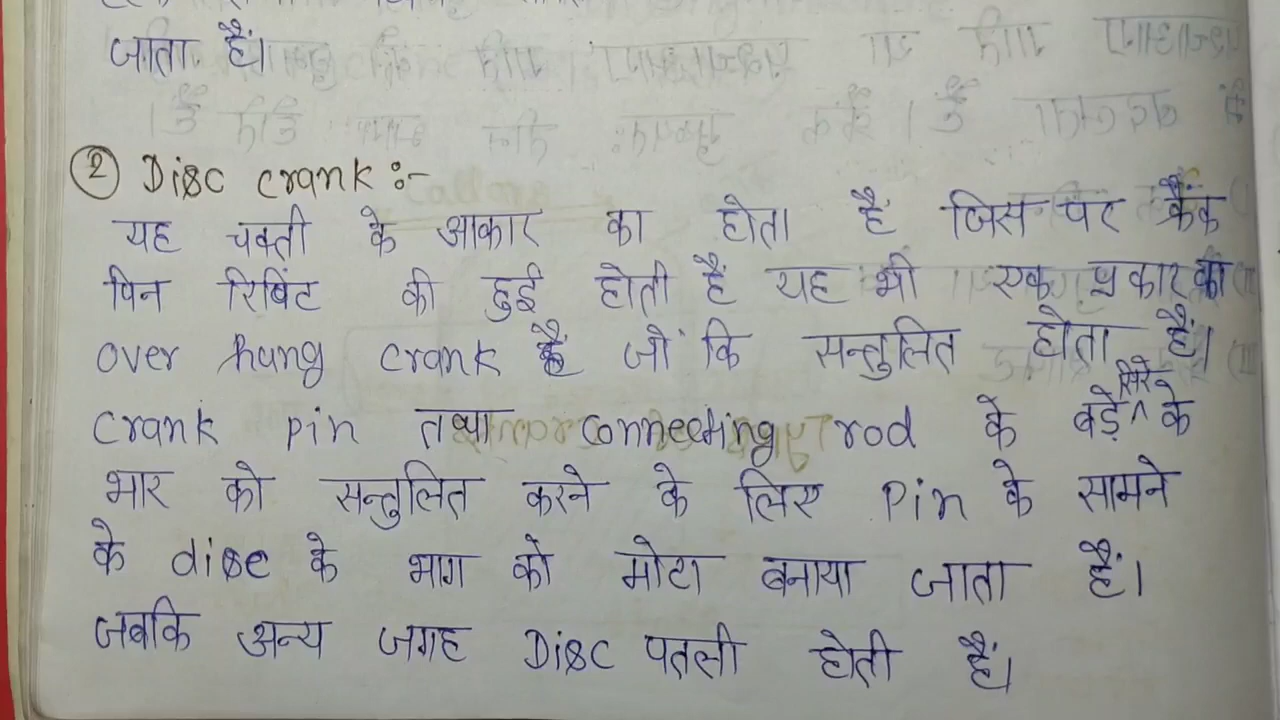 जाता हैं।
② Disc crank :-
यह चक्ती के आकार का होता हैं जिस पर क्रैंक
पिन रिबिट की हुई होती हैं यह भी एक प्रकार का
over hung crank हैं जों कि सन्तुलित होता हैं।
crank pin तथा connecting rod के बड़े सिरे के
भार को सन्तुलित करने के लिए pin के सामने
के disc के भाग को मोटा बनाया जाता हैं।
जबकि अन्य जगह Disc पतली होती हैं।